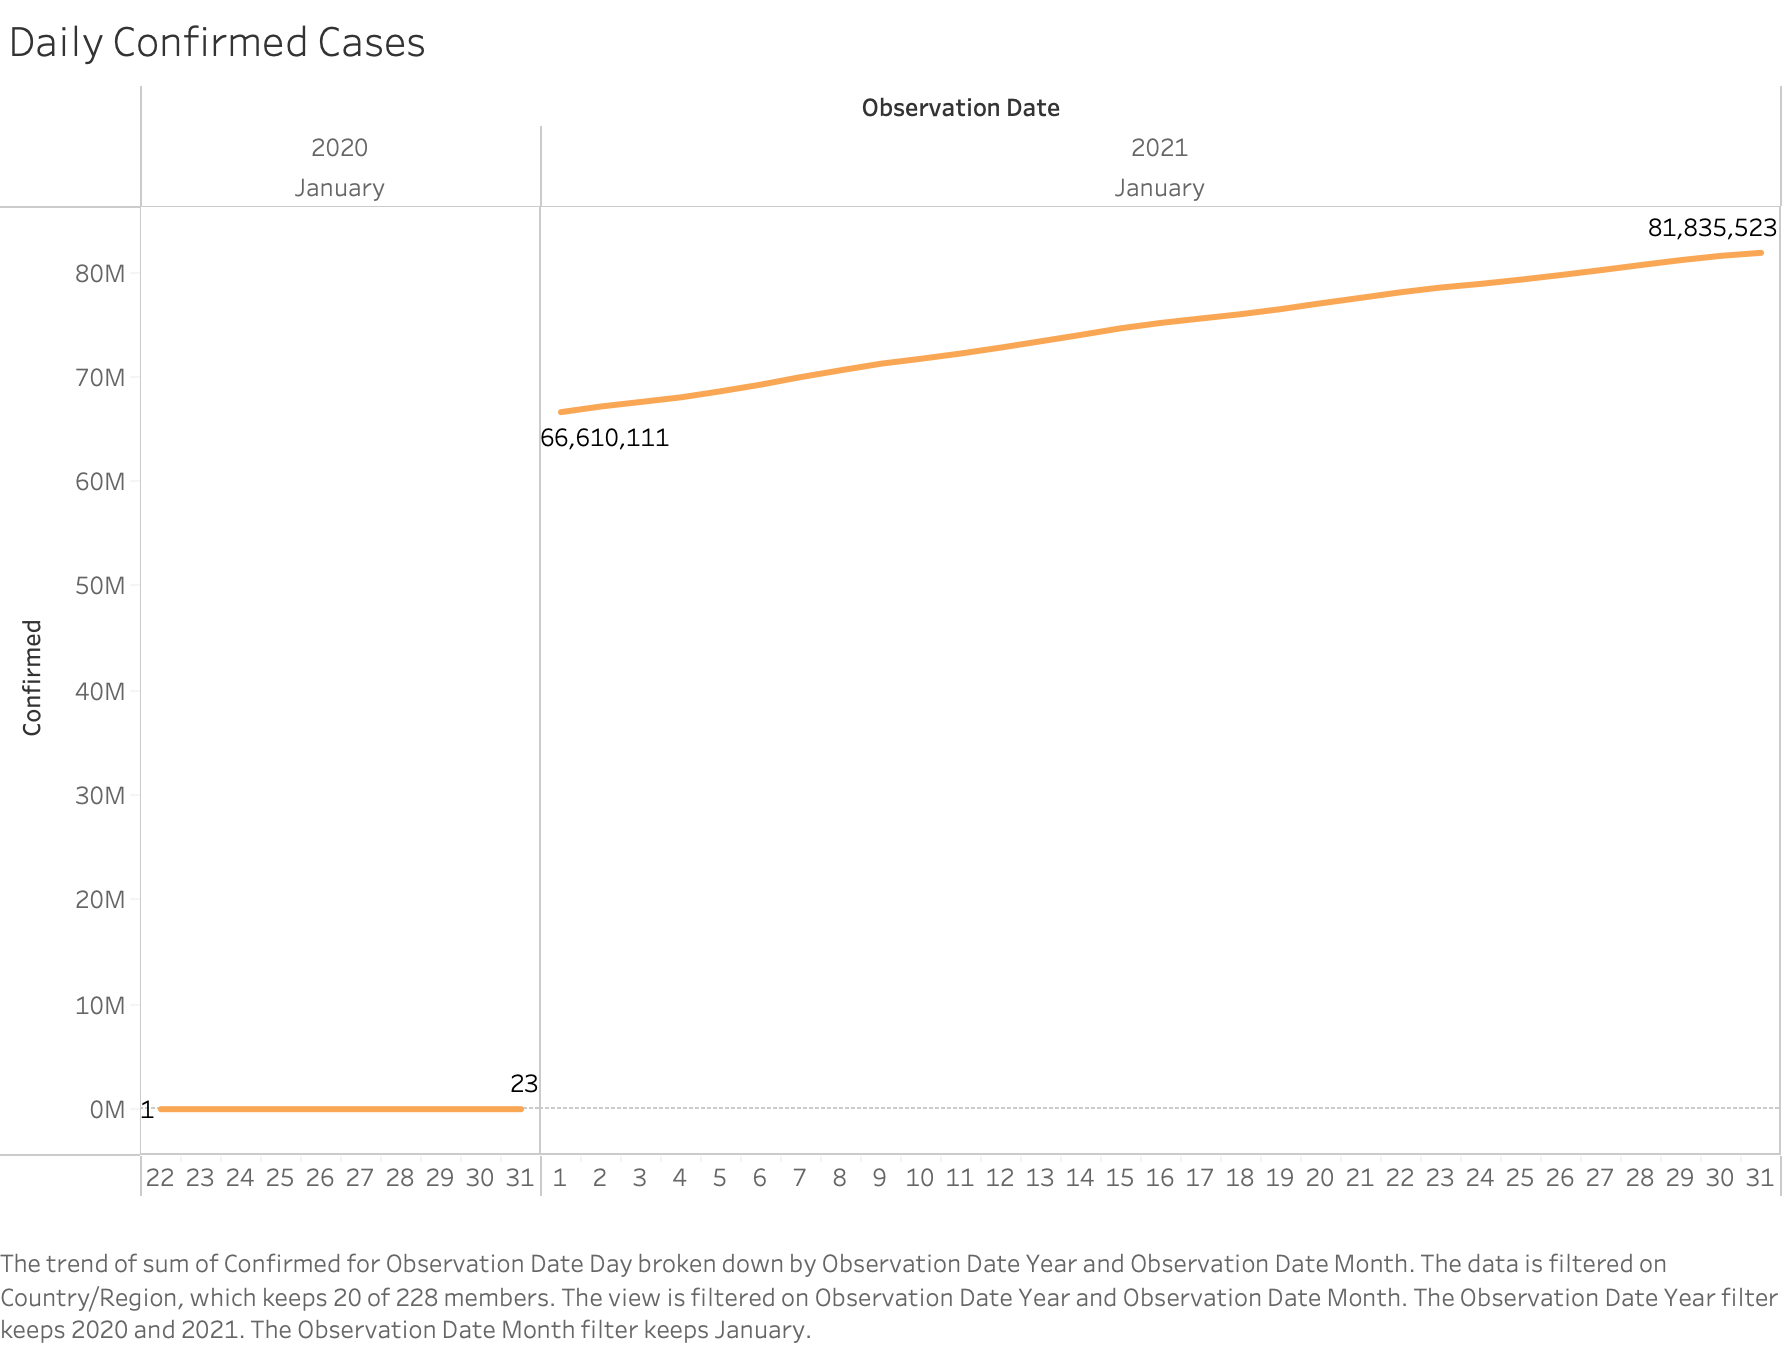 Daily Confirmed Cases
Observation Date
2020 2021
January January
81,835,523
80M
70M
66,610,111
60M
50M
40M
Confirmed
30M
20M
10M
23
0M 1
22 23 24 25 26 27 28 29 30 31 1 2 3 4 5 6 7 8 9 10 11 12 13 14 15 16 17 18 19 20 21 22 23 24 25 26 27 28 29 30 31
The trend of sum of Confirmed for Observation Date Day broken down by Observation Date Year and Observation Date Month. The data is filtered on
Country/Region, which keeps 20 of 228 members. The view is filtered on Observation Date Year and Observation Date Month. The Observation Date Year filter
keeps 2020 and 2021. The Observation Date Month filter keeps January.